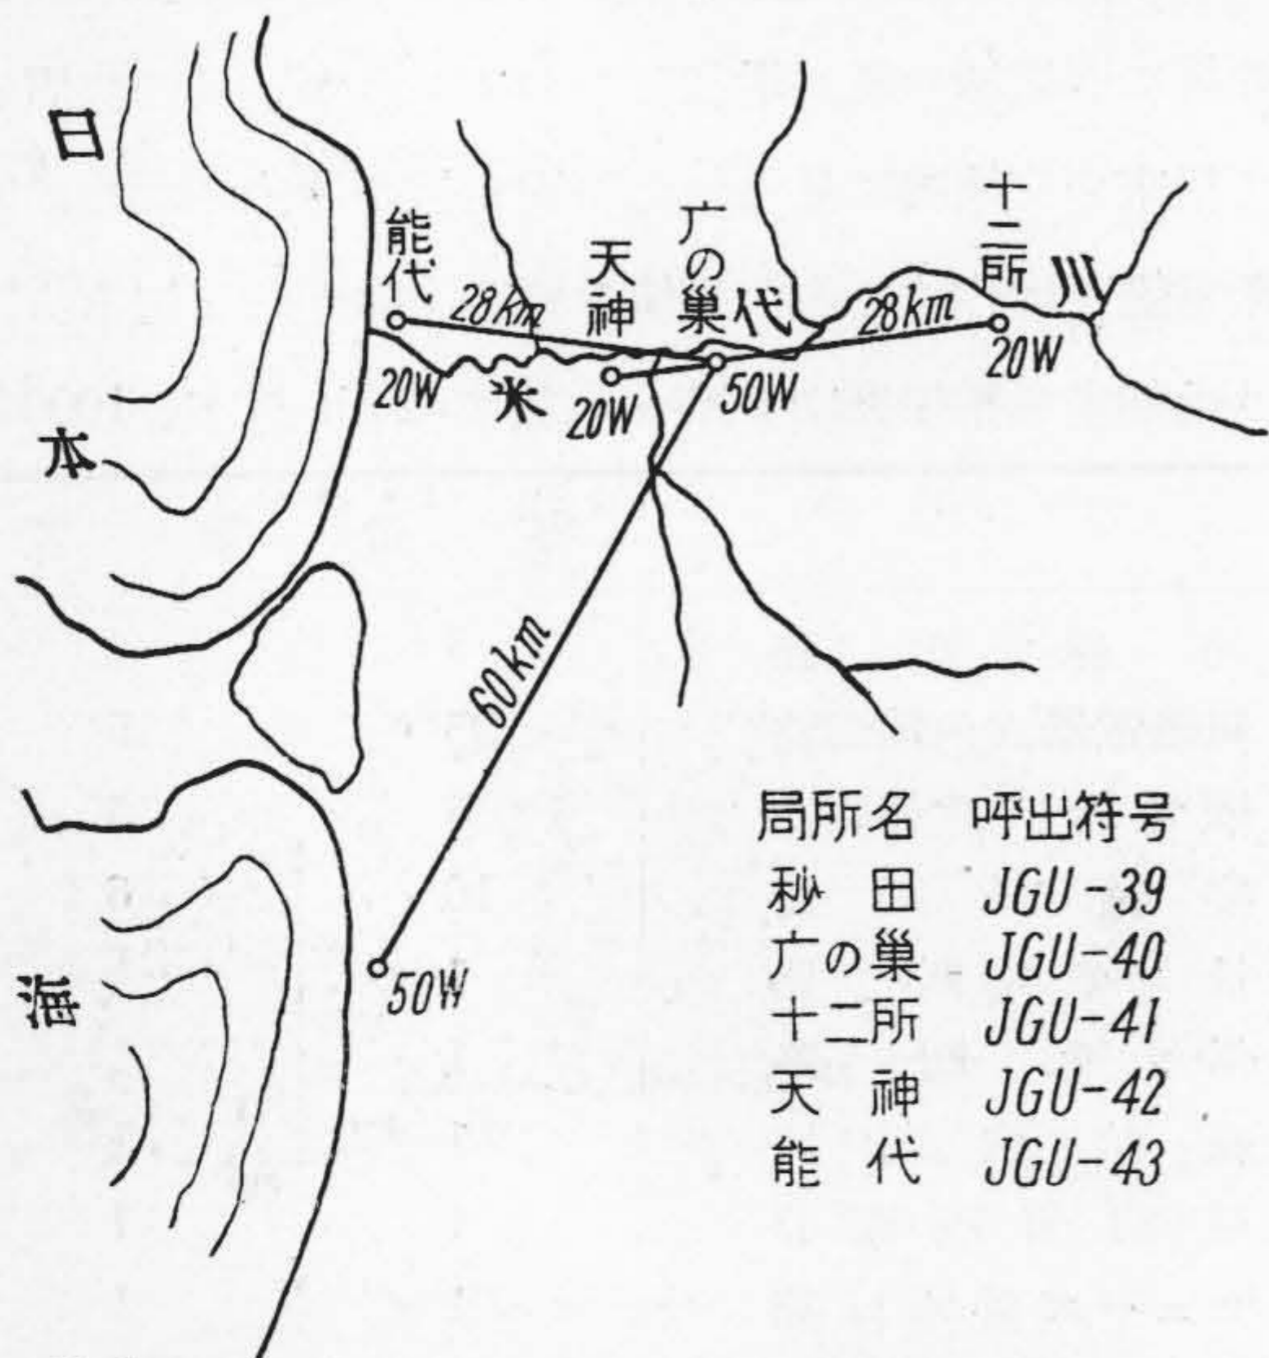 日
本
海
能代
28km
20W
天神
20W
广の巣
50W
十二所
28km
20W
米
代
川
60km
50W
局所名 呼出符号
秋田 JGU-39
广の巣 JGU-40
十二所 JGU-41
天神 JGU-42
能代 JGU-43